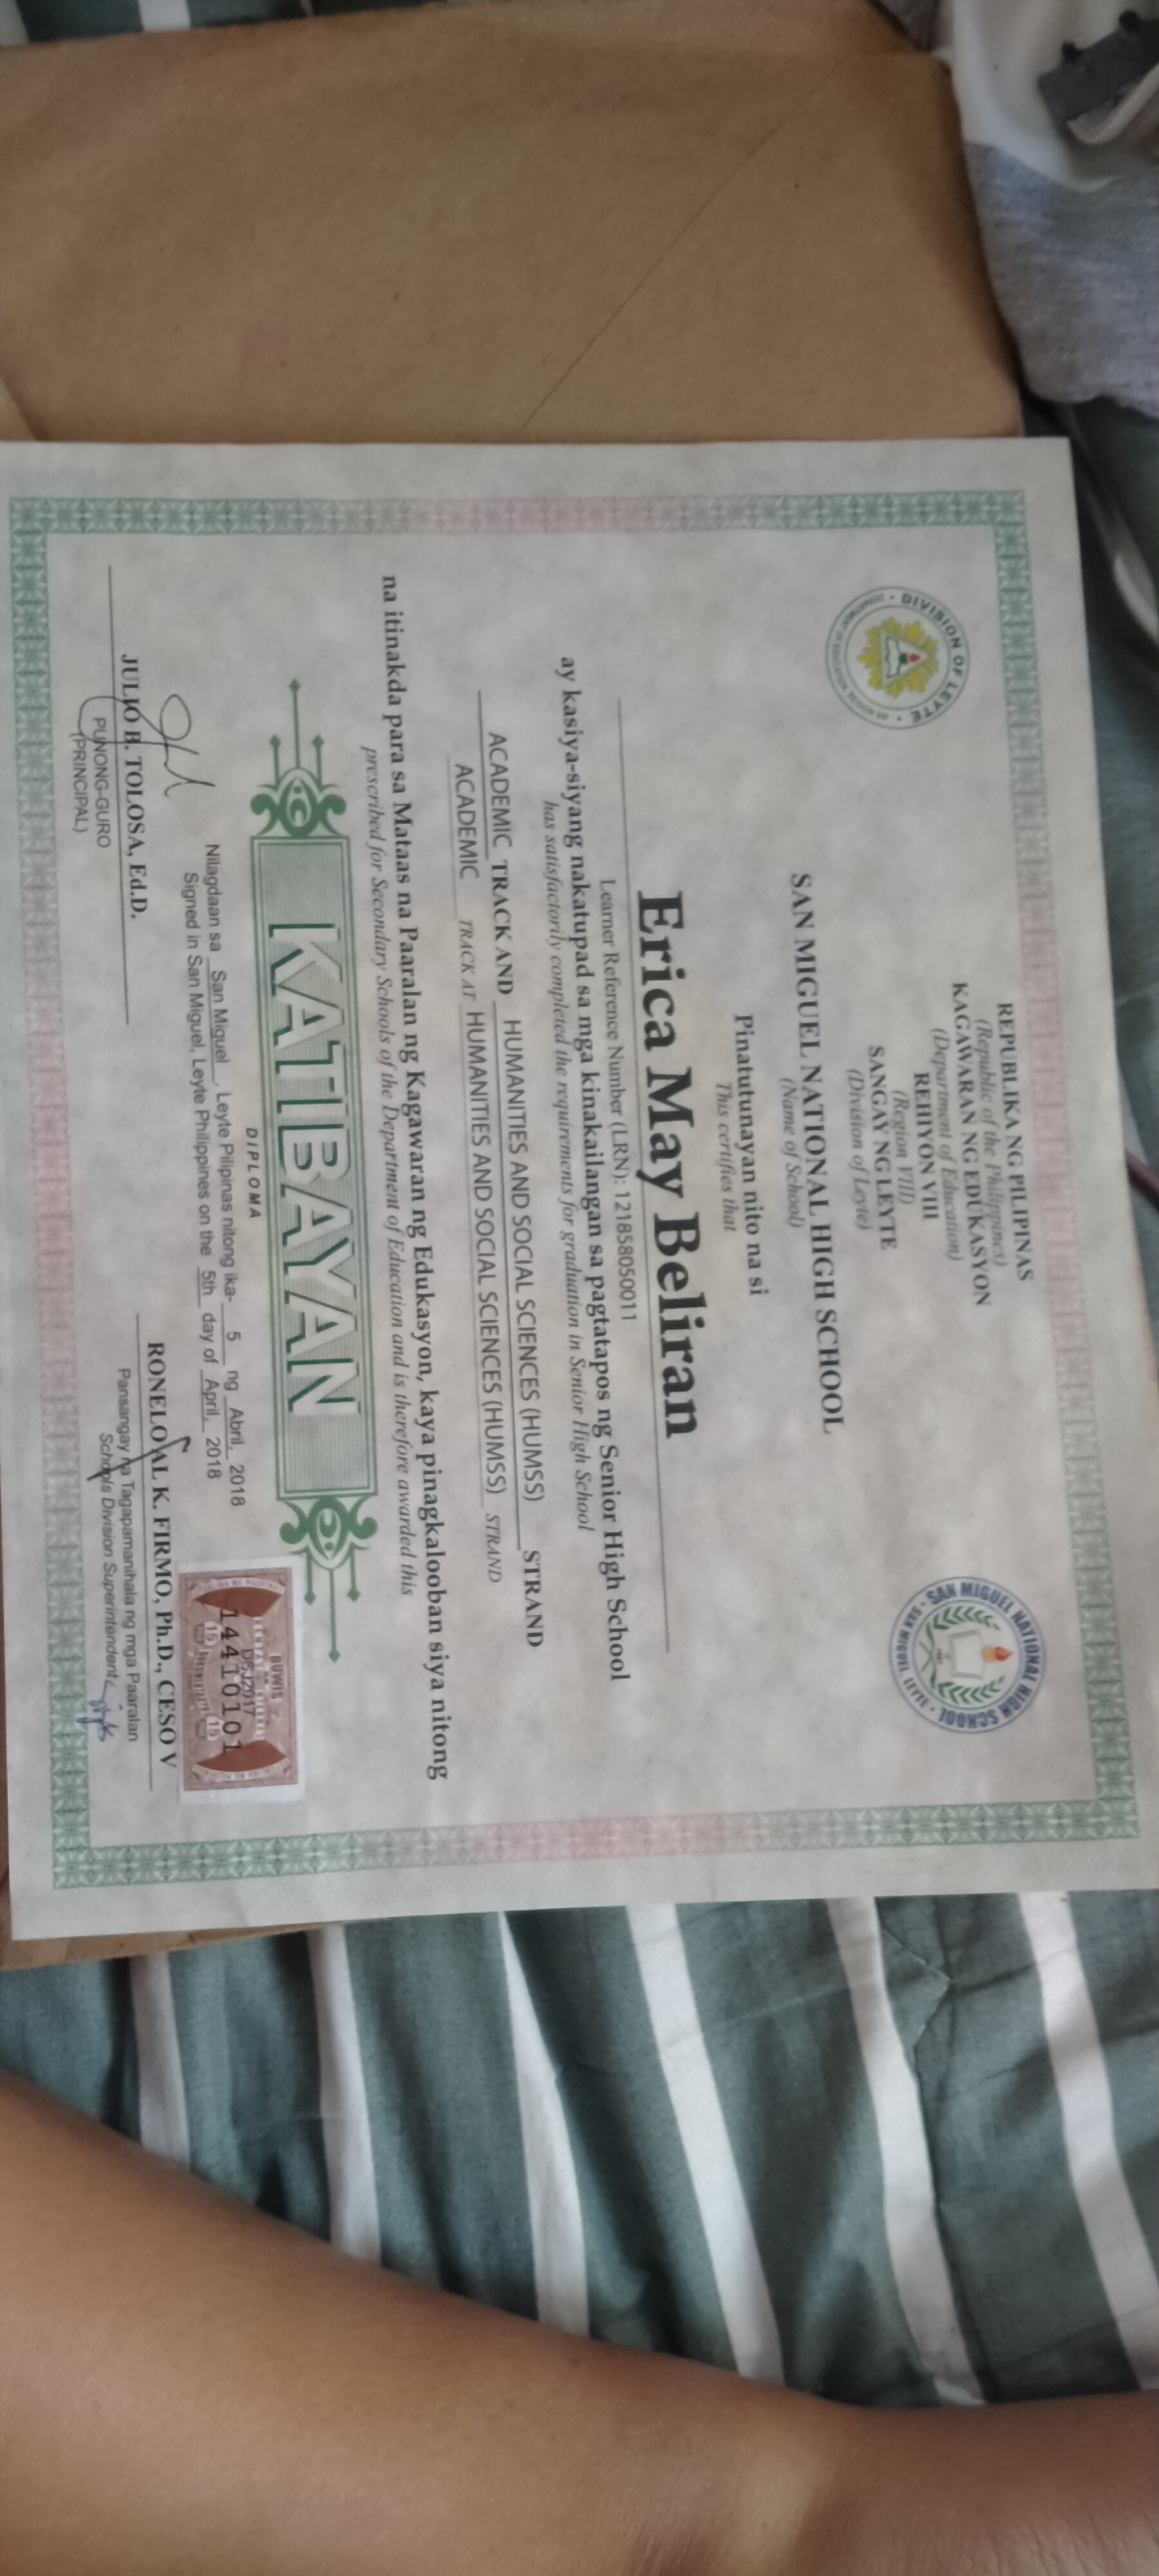 REPUBLIKA NG PILIPINAS
(Republic of the Philippines)
KAGAWARAN NG EDUKASYON
(Department of Education)
REHIYON VIII
(Region VIII)
SANGAY NG LEYTE
(Division of Leyte)
DIVISION OF LEYTE
SAN MIGUEL NATIONAL HIGH SCHOOL
SAN MIGUEL, LEYTE
SAN MIGUEL NATIONAL HIGH SCHOOL
(Name of School)
Pinatutunayan nito na si
This certifies that
Erica May Beliran
Learner Reference Number (LRN): 121858050011
ay kasiya-siyang nakatupad sa mga kinakailangan sa pagtatapos ng Senior High School
has satisfactorily completed the requirements for graduation in Senior High School
ACADEMIC TRACK AND HUMANITIES AND SOCIAL SCIENCES (HUMSS) STRAND
ACADEMIC TRACK AT HUMANITIES AND SOCIAL SCIENCES (HUMSS) STRAND
na itinakda para sa Mataas na Paaralan ng Kagawaran ng Edukasyon, kaya pinagkalooban siya nitong
prescribed for Secondary Schools of the Department of Education and is therefore awarded this
KATIBAYAN
DIPLOMA
Nilagdaan sa San Miguel, Leyte Pilipinas nitong ika- 5 ng Abril, 2018
Signed in San Miguel, Leyte Philippines on the 5th day of April, 2018
BUWIS
2017
14410101
15 15
JULIO B. TOLOSA, Ed.D.
PUNONG-GURO
(PRINCIPAL)
RONELO AL K. FIRMO, Ph.D., CESO V
Pansangay na Tagapamanihala ng mga Paaralan
Schools Division Superintendent